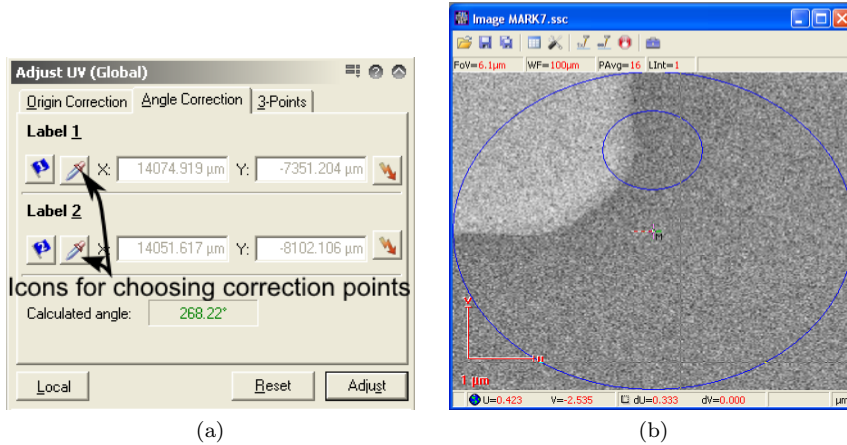 Adjust UV (Global)
Origin Correction Angle Correction 3-Points
Label 1
X: 14074.919 µm Y: -7351.204 µm
Label 2
X: 14051.617 µm Y: -8102.106 µm
Icons for choosing correction points
Calculated angle: 268.22°
Local Reset Adjust
(a)
Image MARK7.ssc
FoV=6.1µm WF=100µm PAvg=16 LInt=1
M
V
U
1 µm
U=0.423 V=-2.535 dU=0.333 dV=0.000 µm
(b)